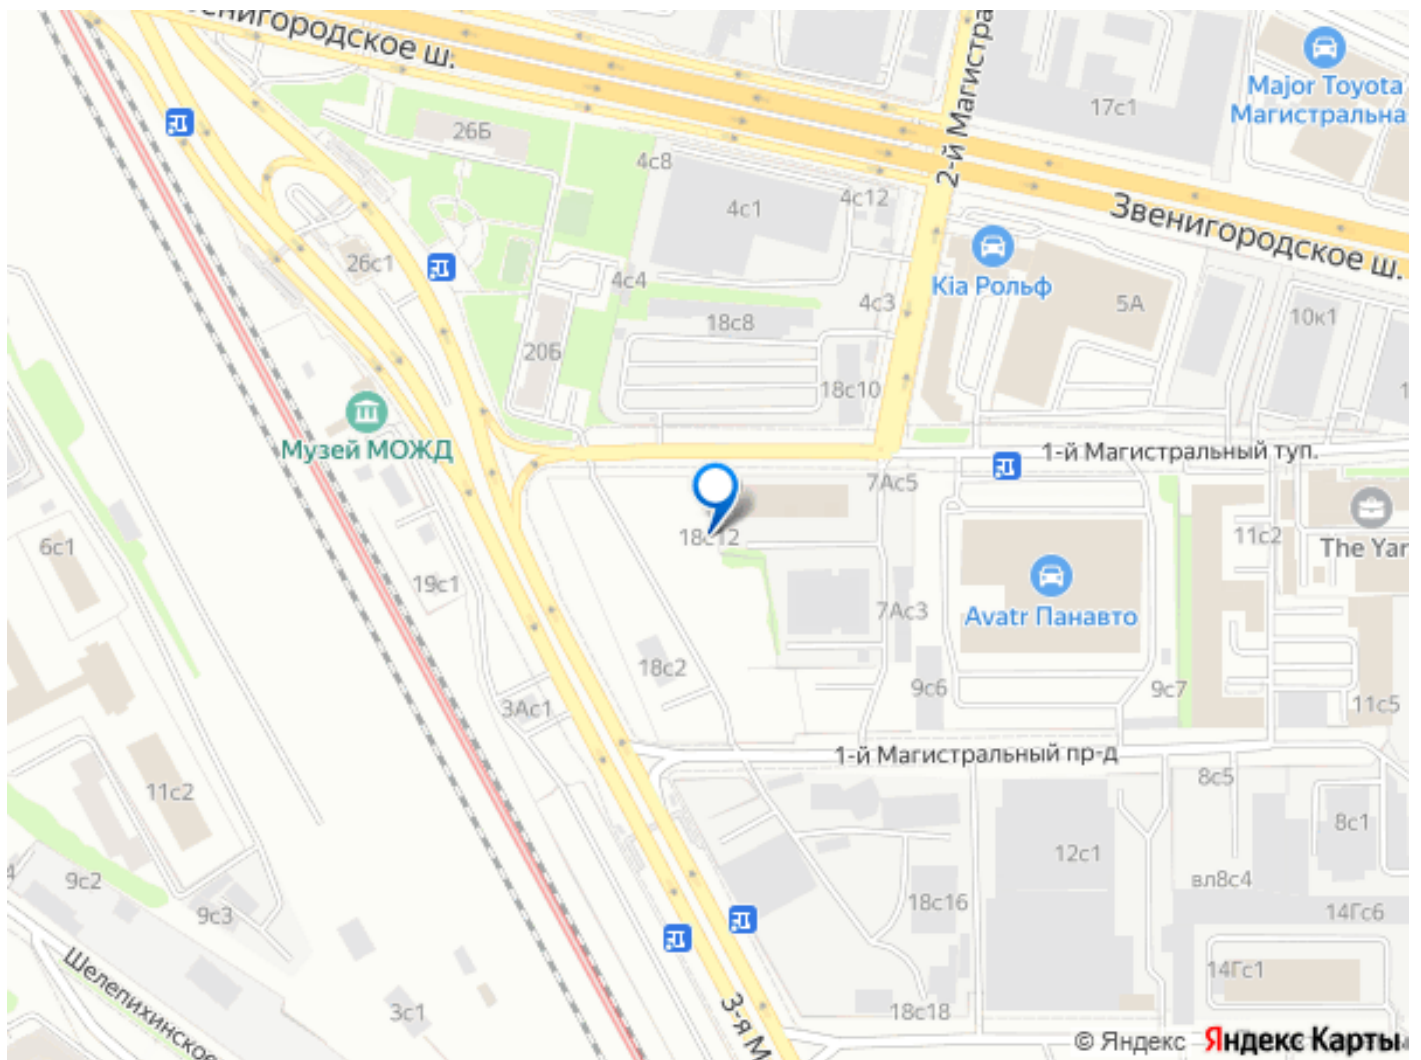 венигородское ш.
2-й Магистра
17с1
Major Toyota
Магистральна
26Б
4с8
4с1
4с12
Звенигородское ш.
26с1
4с4
Kia Рольф
4с3
5А
10к1
18с8
20Б
18с10
Музей МОЖД
1-й Магистральный туп.
7Ас5
18с12
11с2
The Yar
6с1
19с1
7Ас3
Avatr Панавто
18с2
9с6
9с7
11с5
3Ас1
1-й Магистральный пр-д
8с5
11с2
8с1
12с1
9с2
вл8с4
9с3
18с16
14Гс6
Шелепихинское
14Гс1
3с1
18с18
3-я М
© Яндекс
Яндекс Карты